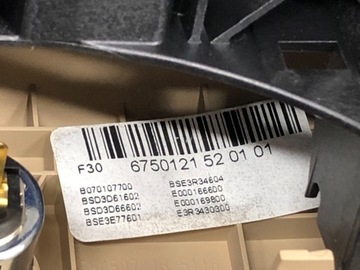 F30 6750121 52 01 01
B070107700 BSE3R34604
BSD3D61602 E000166600
BSD3D66602 E000169800
BSE3E77601 E3R3430300